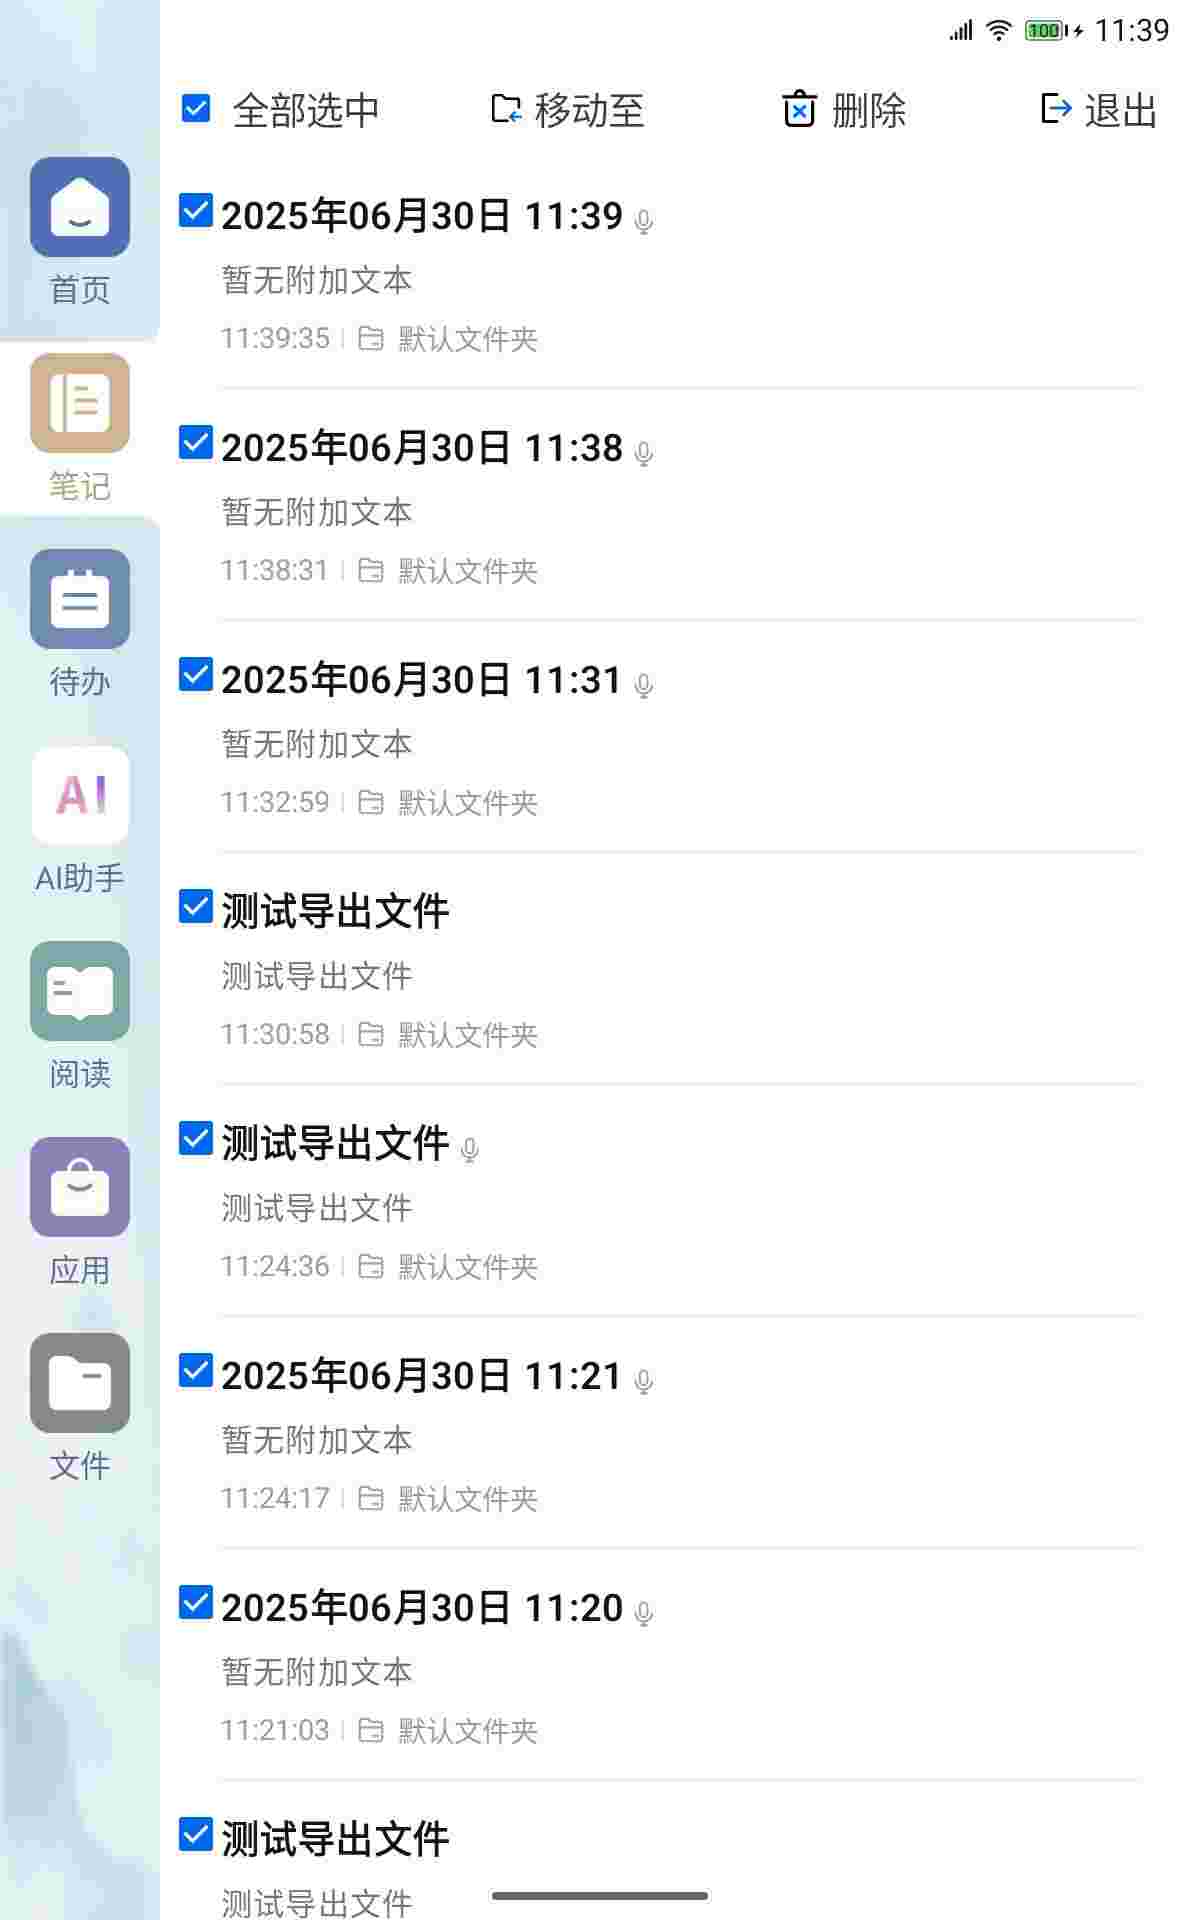 100 11:39
全部选中 移动至 删除 退出
首页
笔记
待办
AI
AI助手
阅读
应用
文件
2025年06月30日 11:39
暂无附加文本
11:39:35 默认文件夹
2025年06月30日 11:38
暂无附加文本
11:38:31 默认文件夹
2025年06月30日 11:31
暂无附加文本
11:32:59 默认文件夹
测试导出文件
测试导出文件
11:30:58 默认文件夹
测试导出文件
测试导出文件
11:24:36 默认文件夹
2025年06月30日 11:21
暂无附加文本
11:24:17 默认文件夹
2025年06月30日 11:20
暂无附加文本
11:21:03 默认文件夹
测试导出文件
测试导出文件